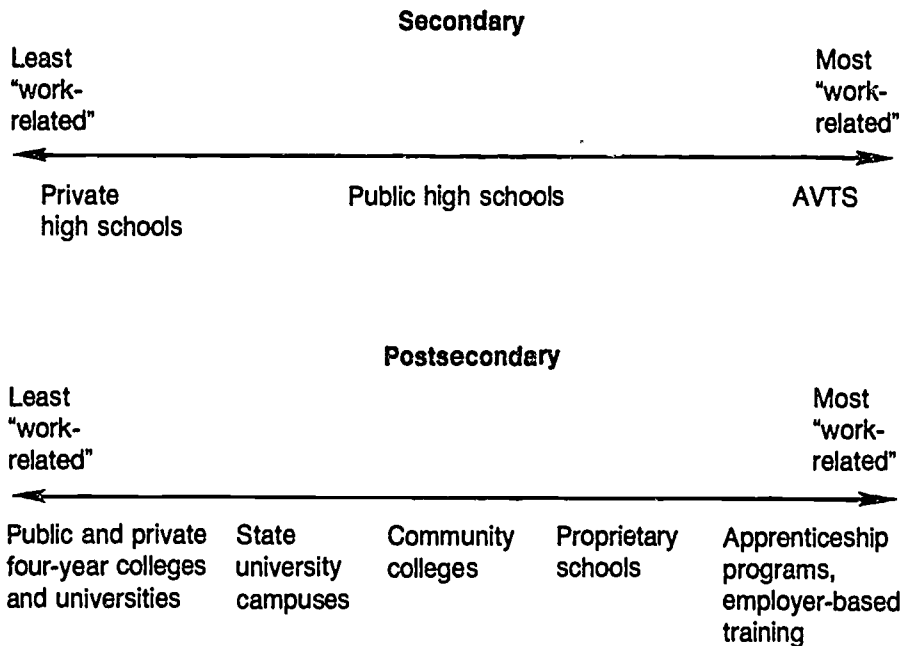 Secondary
Least Most
"work- "work-
related" related"
Private Public high schools AVTS
high schools
Postsecondary
Least Most
"work- "work-
related" related"
Public and private State Community Proprietary Apprenticeship
four-year colleges university colleges schools programs,
and universities campuses employer-based
training